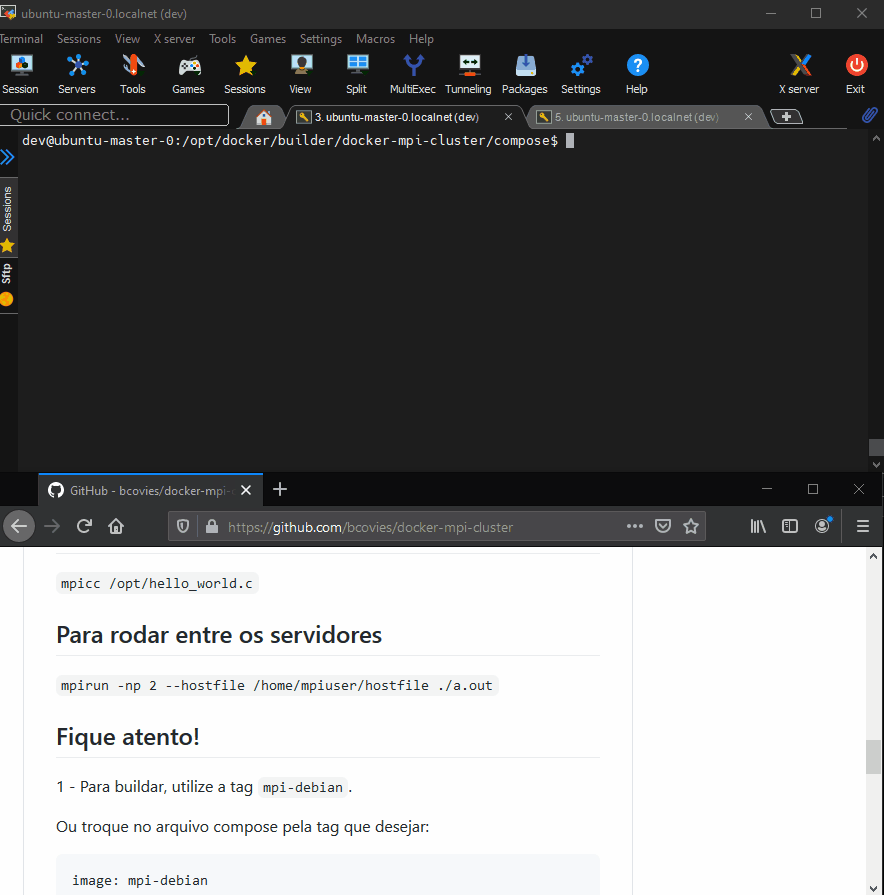 ubuntu-master-0.localnet (dev)
Terminal Sessions View X server Tools Games Settings Macros Help
Session Servers Tools Games Sessions View Split MultiExec Tunneling Packages Settings Help X server Exit
Quick connect... 3. ubuntu-master-0.localnet (dev) 5. ubuntu-master-0.localnet (dev)
dev@ubuntu-master-0:/opt/docker/builder/docker-mpi-cluster/compose$
Sessions
Sftp
GitHub - bcovies/docker-mpi-c
https://github.com/bcovies/docker-mpi-cluster
mpicc /opt/hello_world.c
Para rodar entre os servidores
mpirun -np 2 --hostfile /home/mpiuser/hostfile ./a.out
Fique atento!
1 - Para buildar, utilize a tag mpi-debian.
Ou troque no arquivo compose pela tag que desejar:
image: mpi-debian